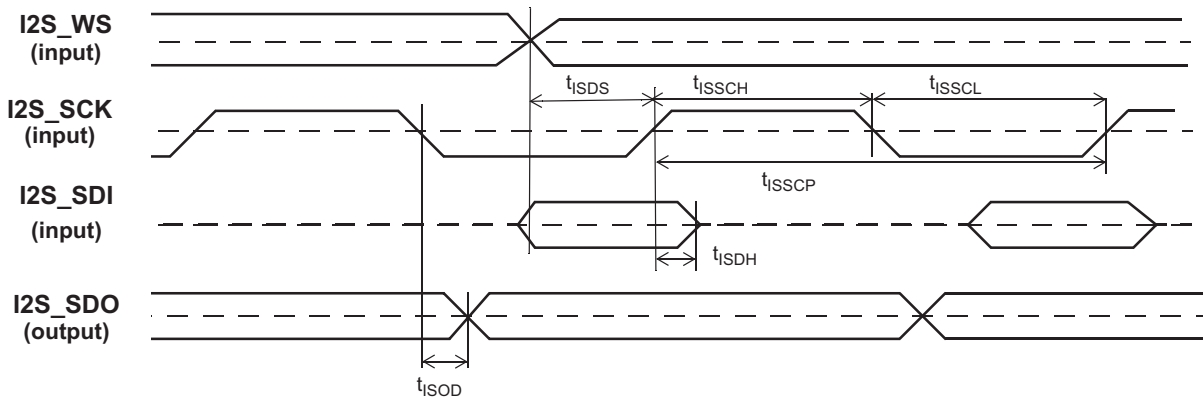 I2S_WS
(input)
tISDS
tISSCH
tISSCL
I2S_SCK
(input)
tISSCP
I2S_SDI
(input)
tISDH
I2S_SDO
(output)
tISOD